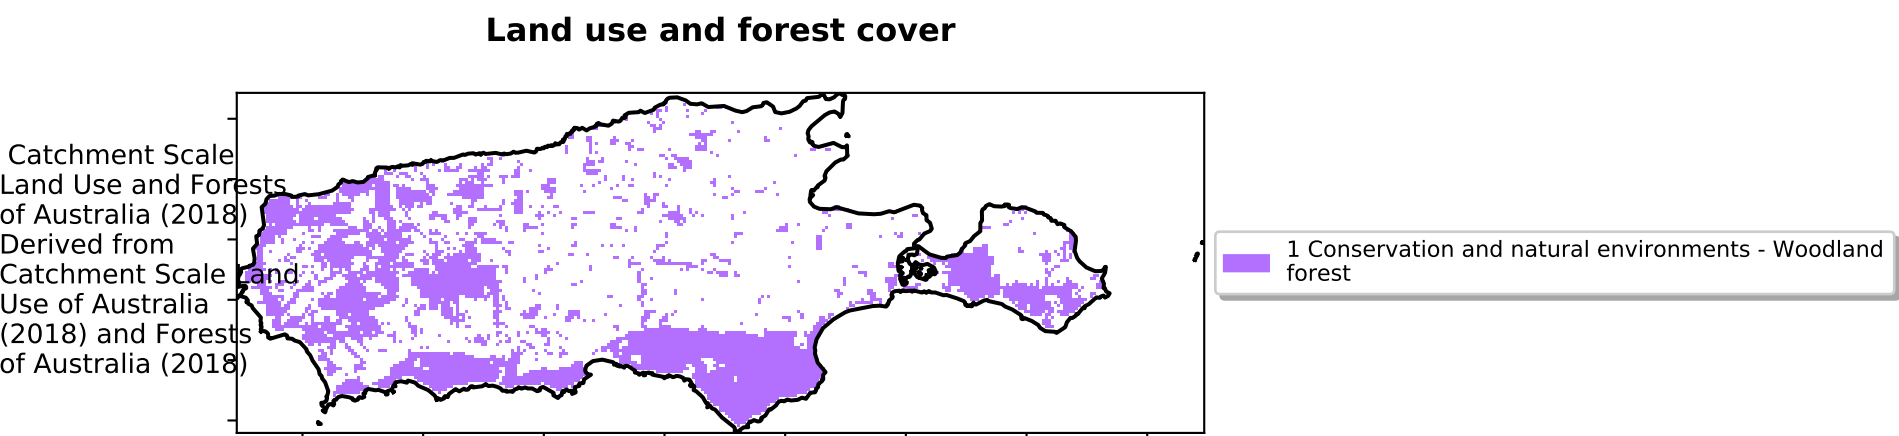 Land use and forest cover
Catchment Scale
Land Use and Forests
of Australia (2018)
Derived from
Catchment Scale Land
Use of Australia
(2018) and Forests
of Australia (2018)
1 Conservation and natural environments - Woodland
forest